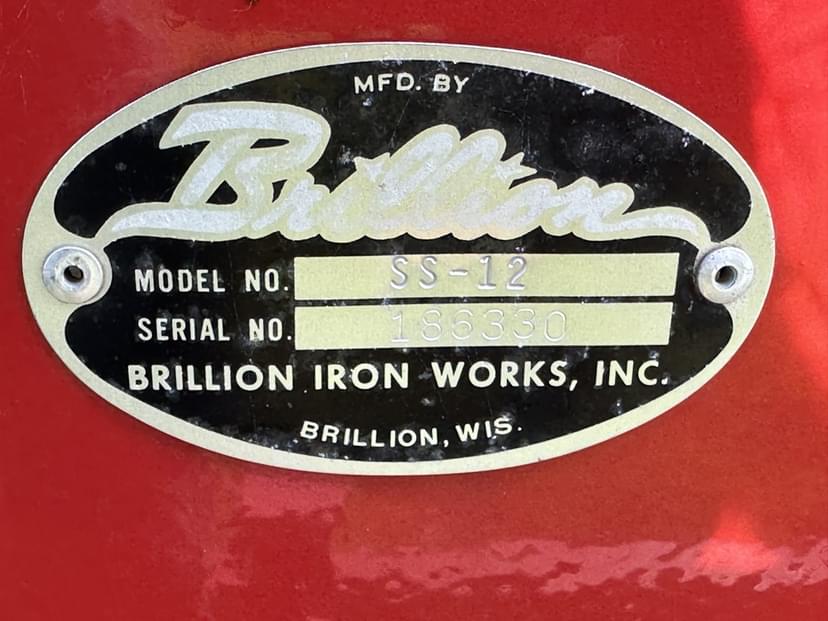 MFD. BY
Brillion
MODEL NO. SS-12
SERIAL NO. 186330
BRILLION IRON WORKS, INC.
BRILLION, WIS.